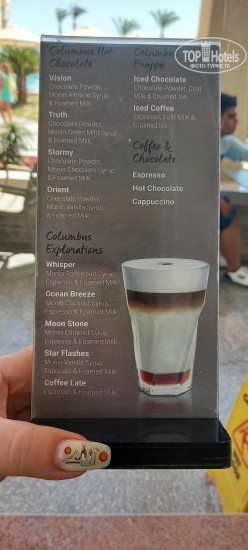 Columbus Hot
Chocolate
Vision
Chocolate Powder,
Monin Almond Syrup
& Foamed Milk
Truth
Chocolate Powder,
Monin Green Mint Syrup
& Foamed Milk
Stormy
Chocolate Powder,
Monin Chocolate Syrup
& Foamed Milk
Orient
Chocolate Powder,
Monin Vanilla Syrup
& Foamed Milk
Columbus
Explorations
Whisper
Monin Toffee Nut Syrup,
Espresso & Foamed Milk
Ocean Breeze
Monin Coconut Syrup,
Espresso & Foamed Milk
Moon Stone
Monin Caramel Syrup,
Espresso & Foamed Milk
Star Flashes
Monin Vanilla Syrup,
Espresso & Foamed Milk
Coffee Late
Espresso & Foamed Milk
Columbus
Frappe
Iced Chocolate
Chocolate Powder, Cold
Milk & Crushed Ice
Iced Coffee
Espresso, Cold Milk &
Crushed Ice
Coffee &
Chocolate
Espresso
Hot Chocolate
Cappuccino
TOPHOTELS
ФОТО ТУРИСТА